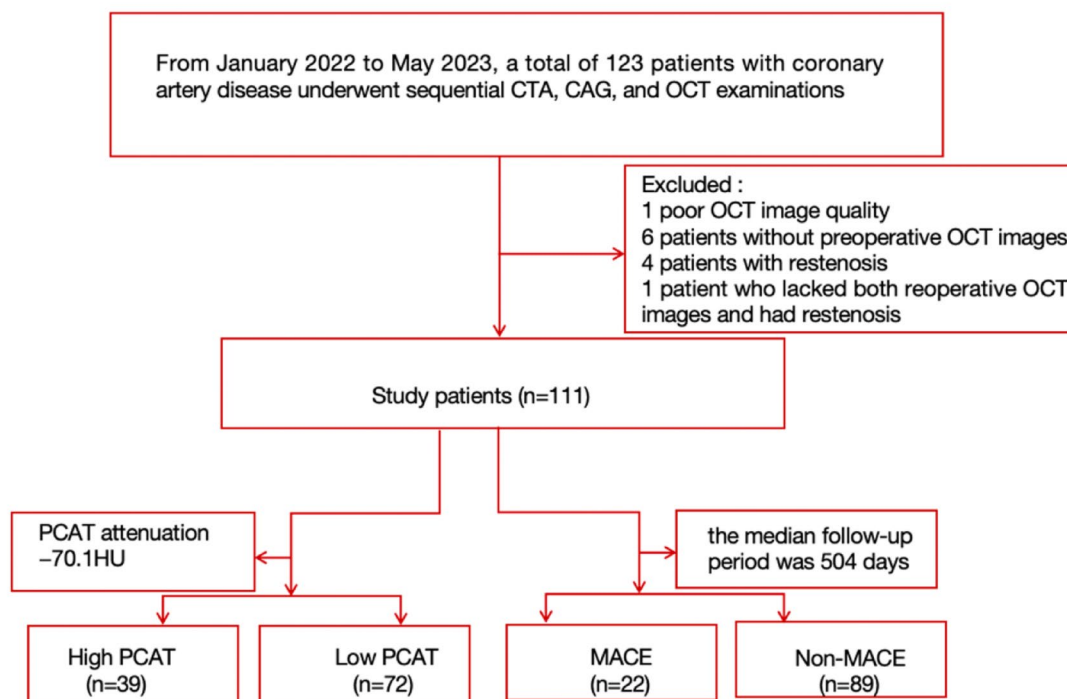 From January 2022 to May 2023, a total of 123 patients with coronary
artery disease underwent sequential CTA, CAG, and OCT examinations
Excluded :
1 poor OCT image quality
6 patients without preoperative OCT images
4 patients with restenosis
1 patient who lacked both reoperative OCT
images and had restenosis
Study patients (n=111)
PCAT attenuation
−70.1HU
the median follow-up
period was 504 days
High PCAT
(n=39)
Low PCAT
(n=72)
MACE
(n=22)
Non-MACE
(n=89)